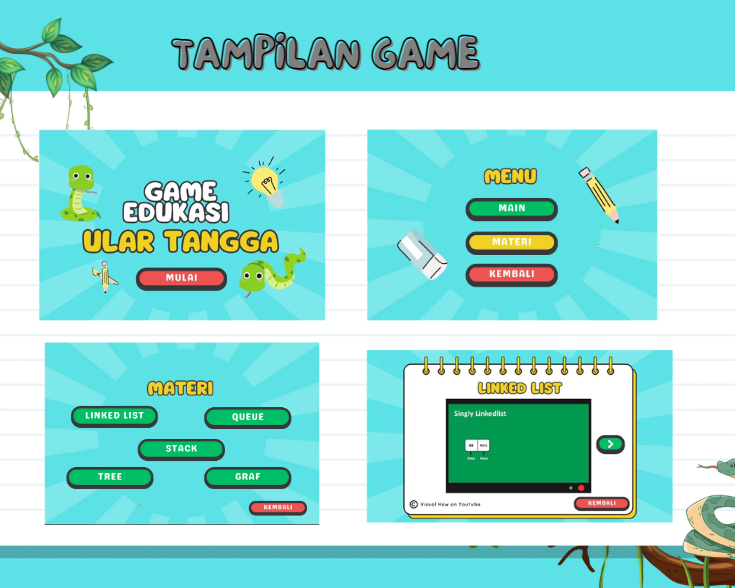 TAMPiLAN GAME
GAME
EDUKASI
ULAR TANGGA
MULAI
MENU
MAIN
MATERI
KEMBALI
MATERI
LINKED LIST
QUEUE
STACK
TREE
GRAF
KEMBALI
LINKED LIST
Singly Linkedlist
© Visual How on Youtube
KEMBALI